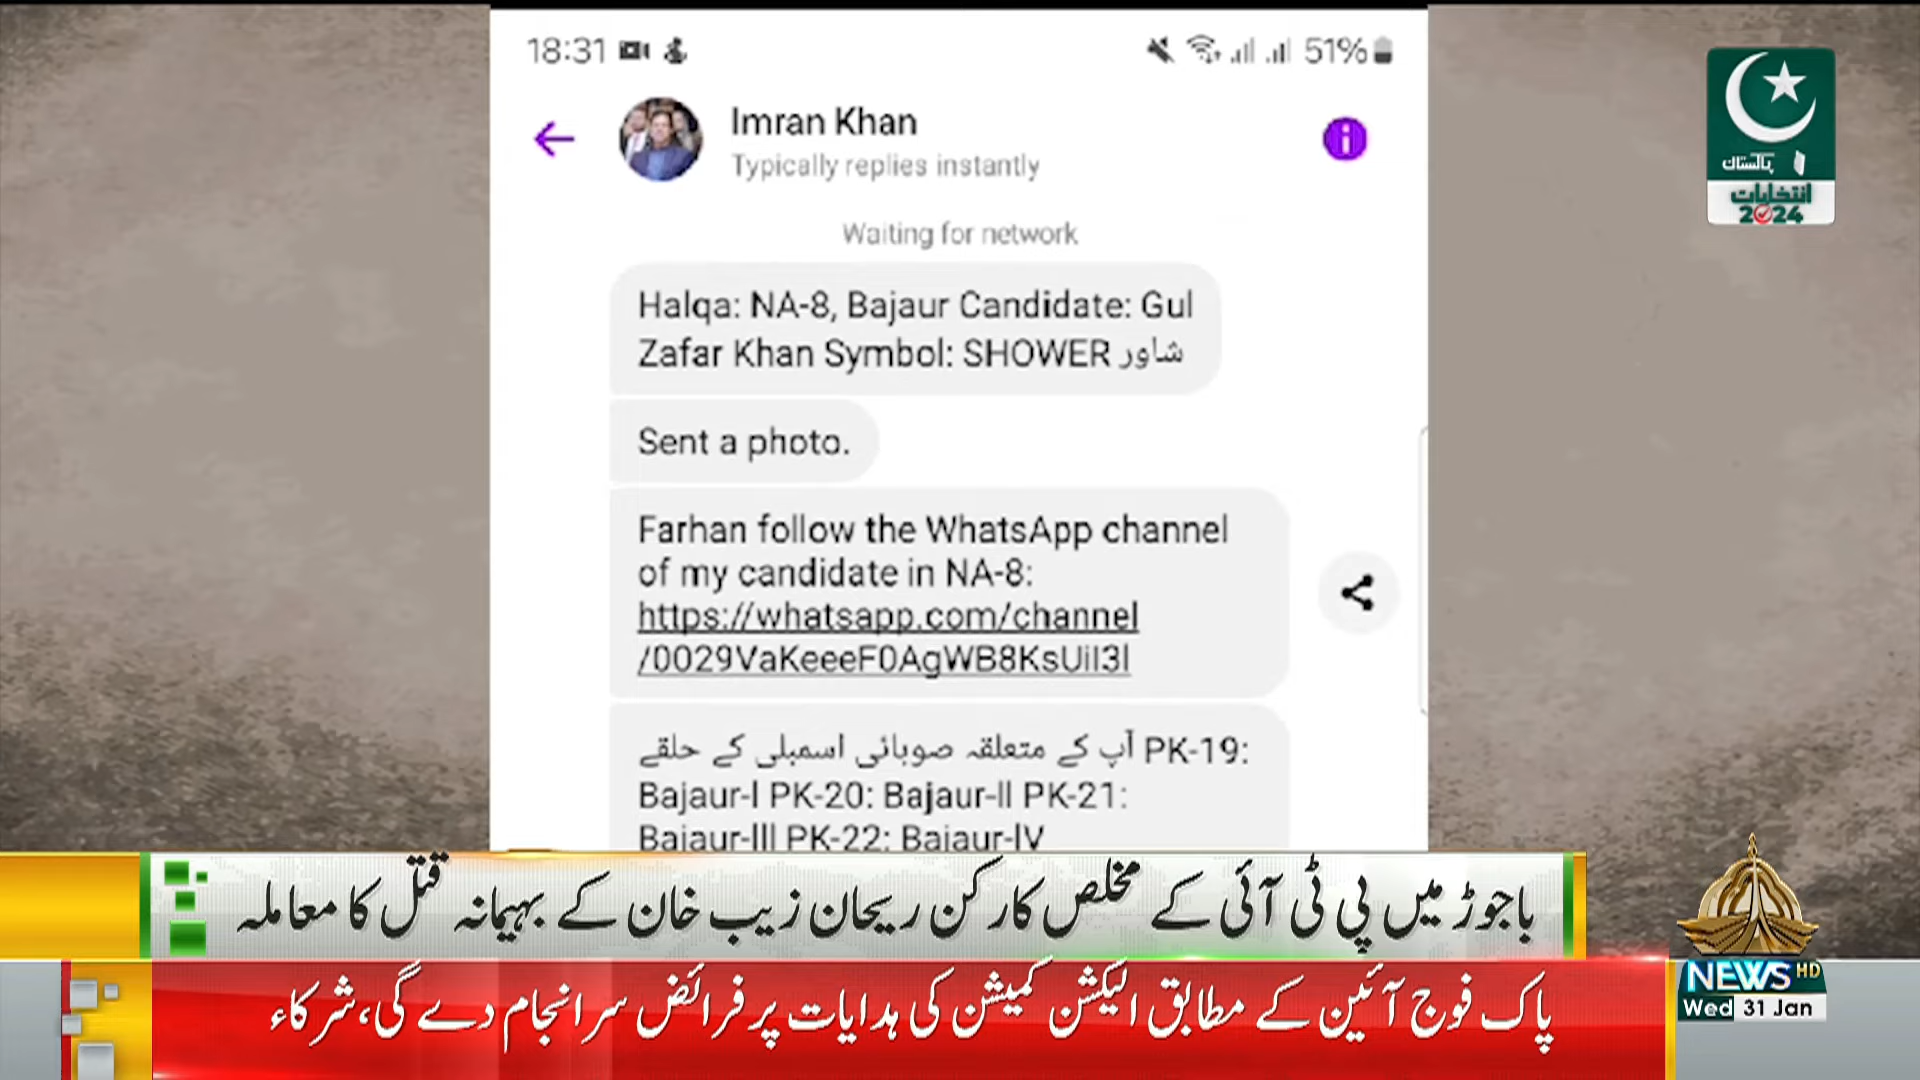 18:31
51%
Imran Khan
Typically replies instantly
Waiting for network
Halqa: NA-8, Bajaur Candidate: Gul
Zafar Khan Symbol: SHOWER شاور
Sent a photo.
Farhan follow the WhatsApp channel
of my candidate in NA-8:
https://whatsapp.com/channel
/0029VaKeeeF0AgWB8KsUiI3l
آپ کے متعلقہ صوبائی اسمبلی کے حلقے PK-19:
Bajaur-I PK-20: Bajaur-II PK-21:
Bajaur-III PK-22: Bajaur-IV
پاکستان
انتخابات
2024
باجوڑ میں پی ٹی آئی کے مخلص کارکن ریحان زیب خان کے بہیمانہ قتل کا معاملہ
پاک فوج آئین کے مطابق الیکشن کمیشن کی ہدایات پر فرائض سرانجام دے گی، شرکاء
NEWS HD
Wed 31 Jan